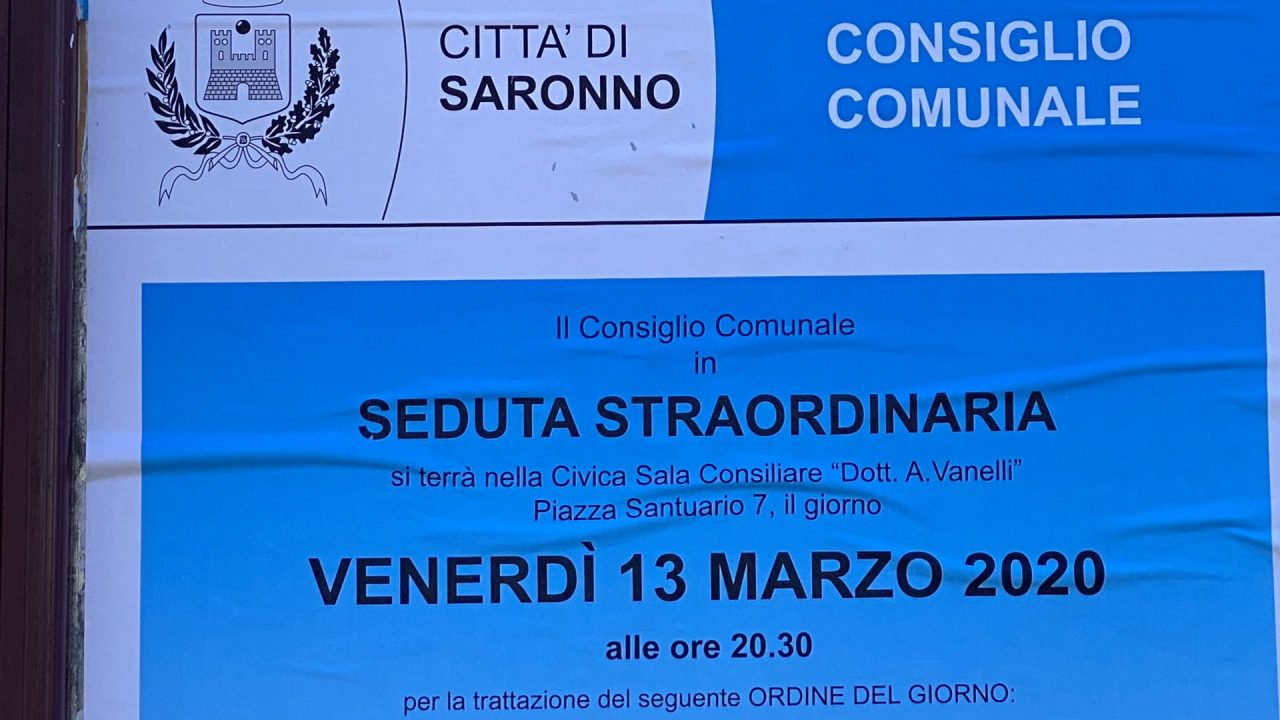 CITTA' DI
SARONNO
CONSIGLIO
COMUNALE
Il Consiglio Comunale
in
SEDUTA STRAORDINARIA
si terrà nella Civica Sala Consiliare “Dott. A.Vanelli”
Piazza Santuario 7, il giorno
VENERDÌ 13 MARZO 2020
alle ore 20.30
per la trattazione del seguente ORDINE DEL GIORNO: